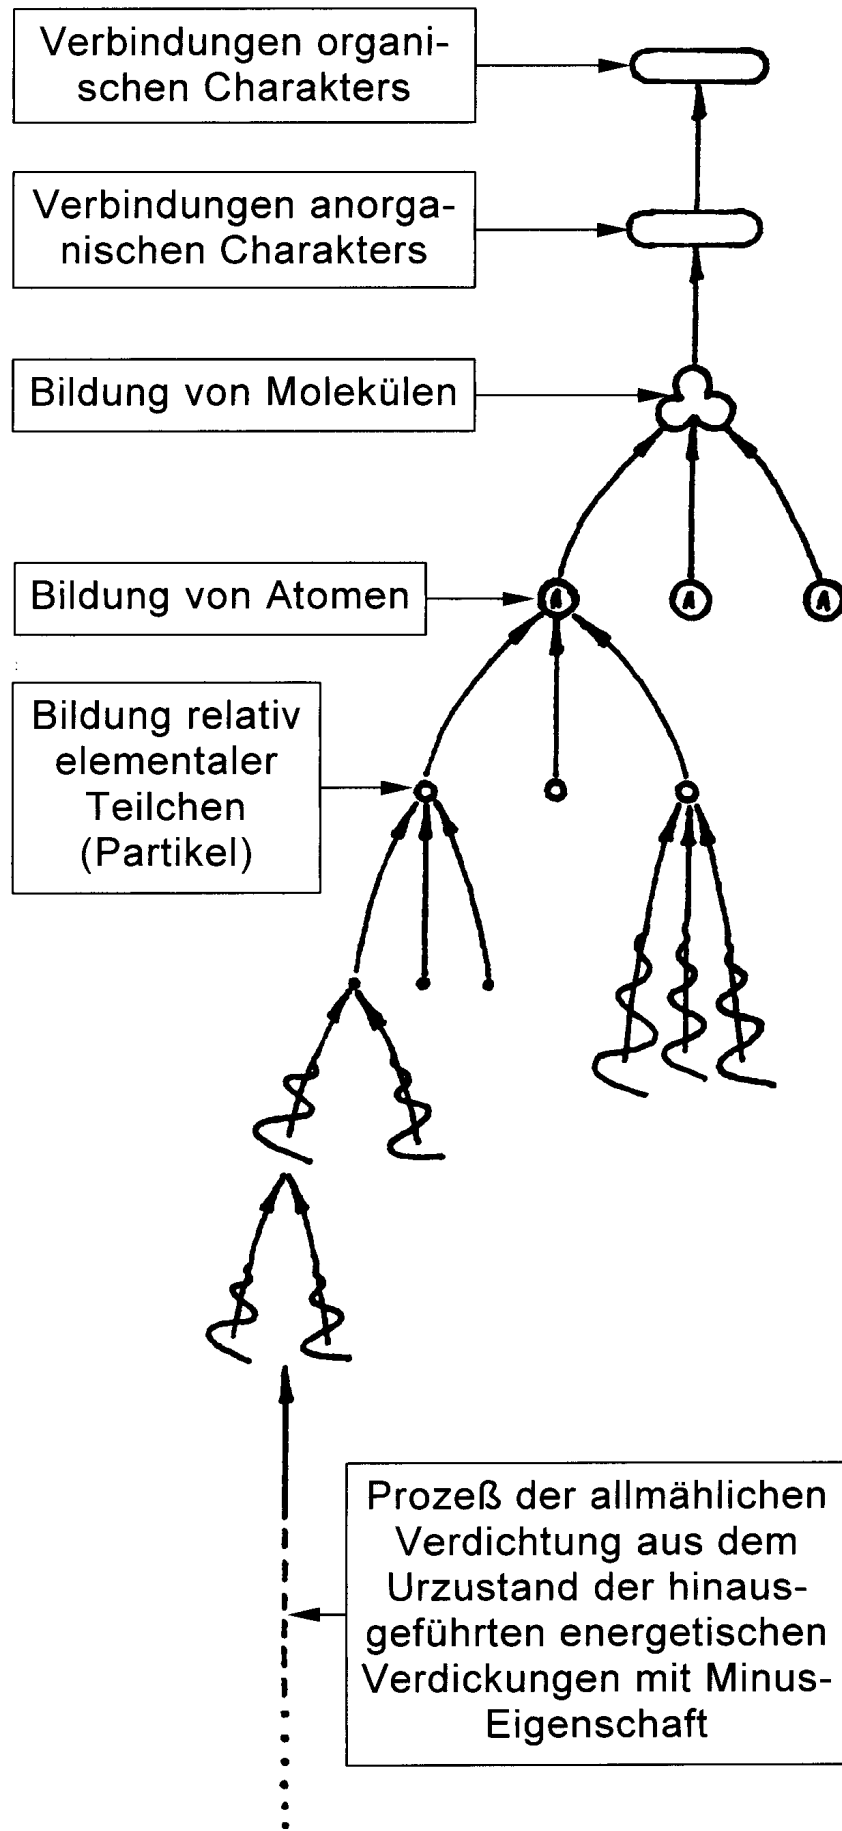 Verbindungen organi-
schen Charakters
Verbindungen anorga-
nischen Charakters
Bildung von Molekülen
Bildung von Atomen
A
A
A
Bildung relativ
elementaler
Teilchen
(Partikel)
Prozeß der allmählichen
Verdichtung aus dem
Urzustand der hinaus-
geführten energetischen
Verdickungen mit Minus-
Eigenschaft